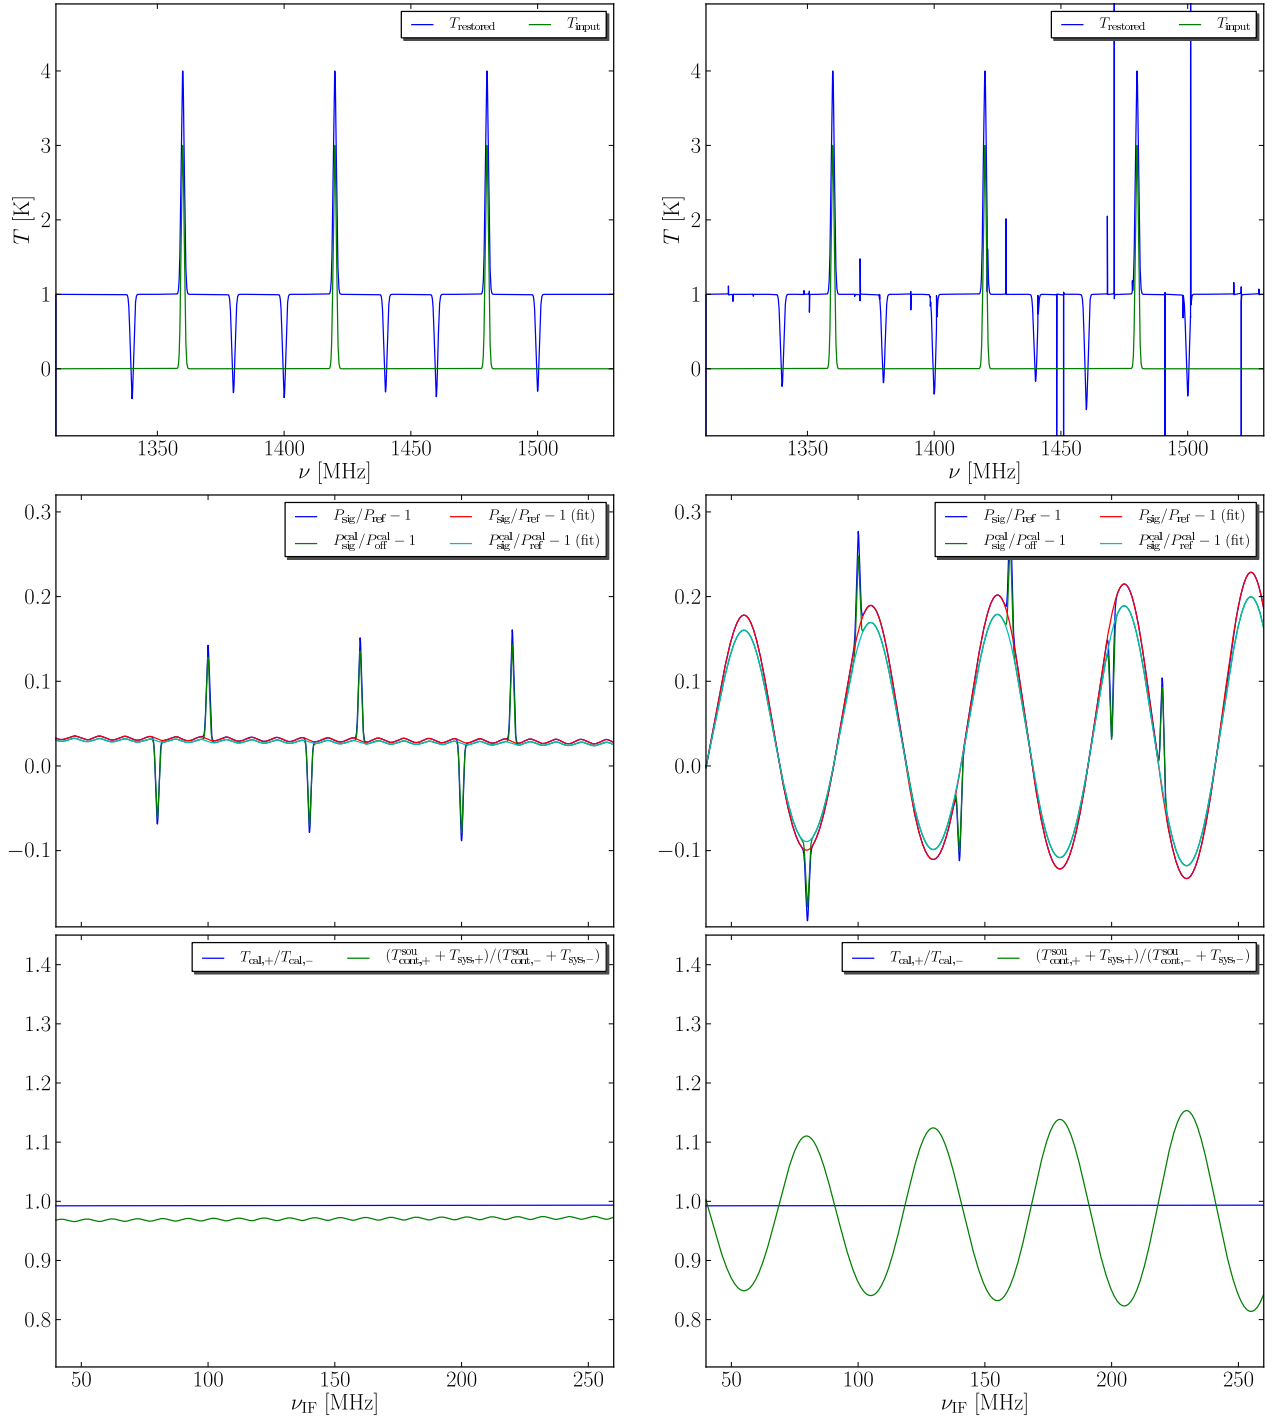 T_restored T_input T_restored T_input
4 4
3 3
T [K] T [K]
2 2
1 1
0 0
1350 1400 1450 1500 1350 1400 1450 1500
ν [MHz] ν [MHz]
0.3 P_sig/P_ref − 1 P_sig/P_ref − 1 (fit) 0.3 P_sig/P_ref − 1 P_sig/P_ref − 1 (fit)
P^cal_sig/P^cal_off − 1 P^cal_sig/P^cal_ref − 1 (fit) P^cal_sig/P^cal_off − 1 P^cal_sig/P^cal_ref − 1 (fit)
0.2 0.2
0.1 0.1
0.0 0.0
−0.1 −0.1
T_cal,+/T_cal,− (T^sou_cont,+ + T_sys,+)/(T^sou_cont,− + T_sys,−) T_cal,+/T_cal,− (T^sou_cont,+ + T_sys,+)/(T^sou_cont,− + T_sys,−)
1.4 1.4
1.3 1.3
1.2 1.2
1.1 1.1
1.0 1.0
0.9 0.9
0.8 0.8
50 100 150 200 250 50 100 150 200 250
ν_IF [MHz] ν_IF [MHz]